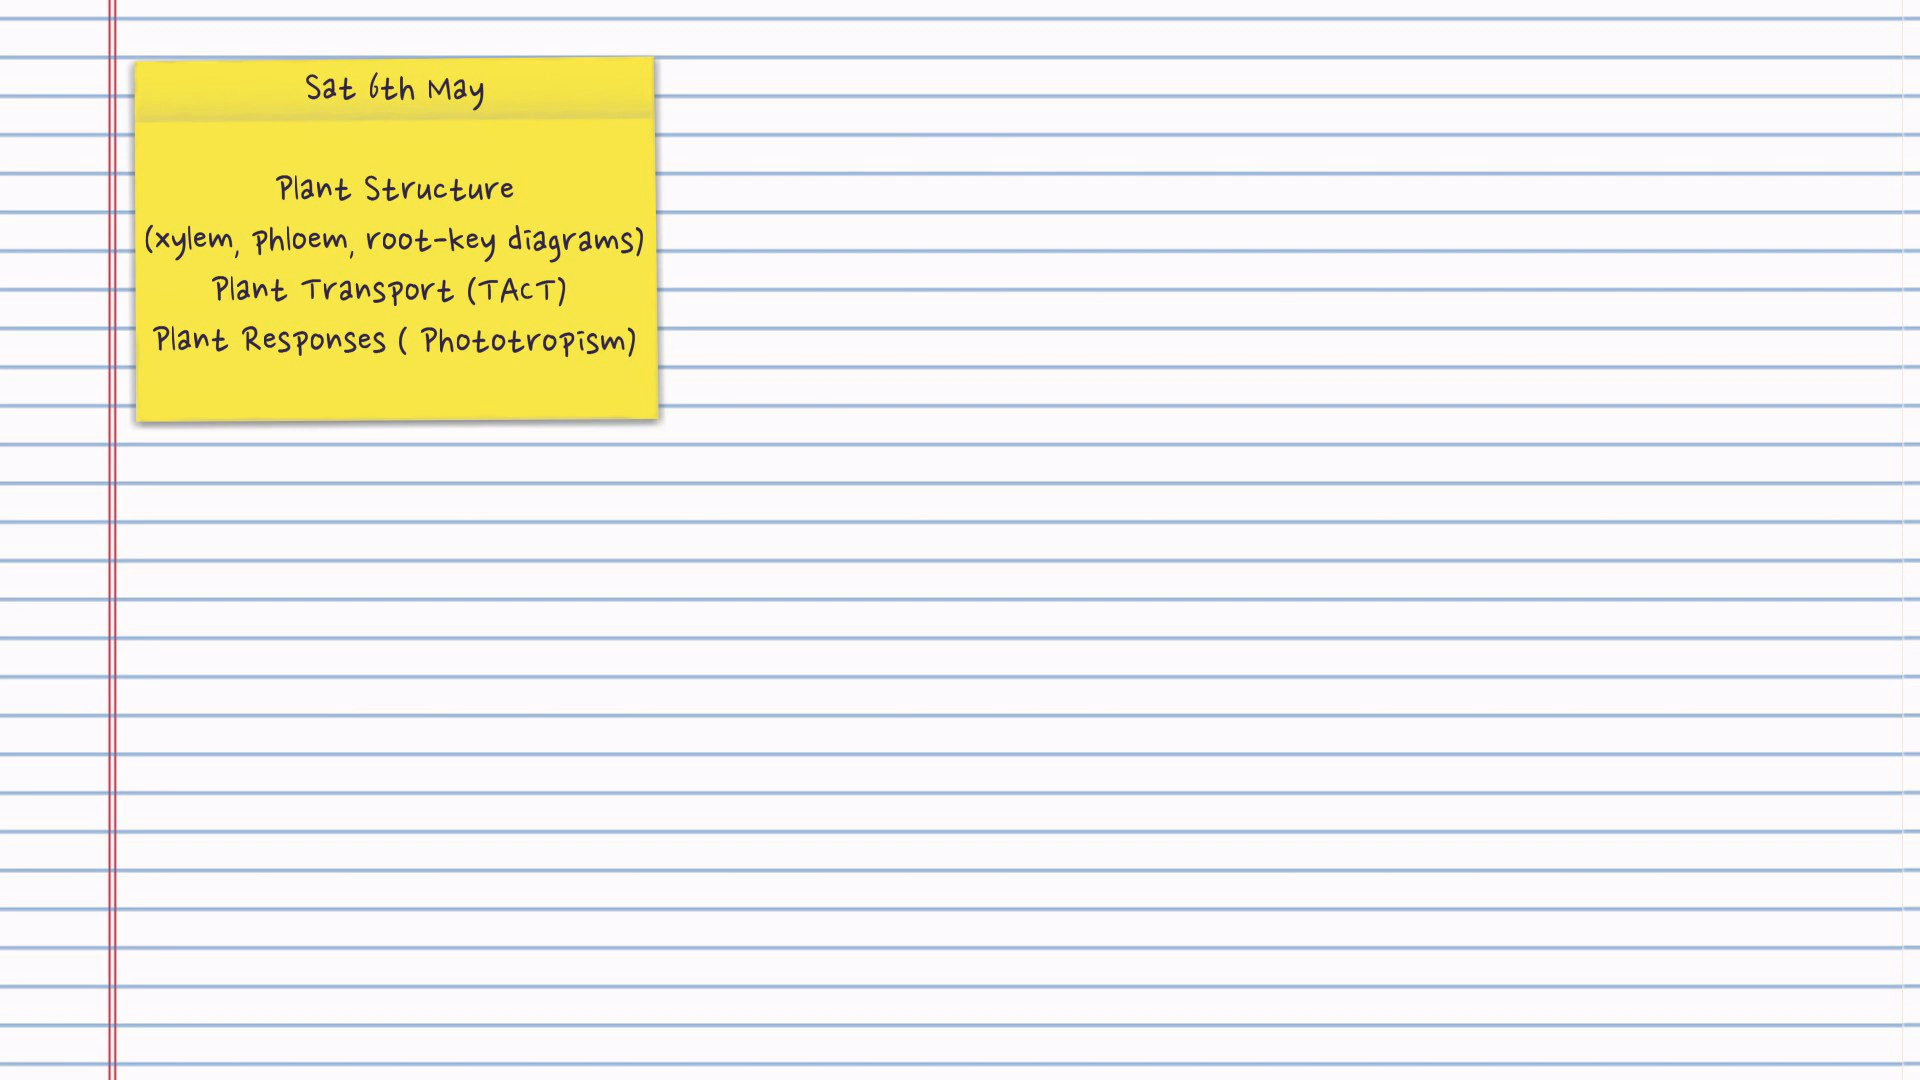 Sat 6th May
Plant Structure
(xylem, phloem, root-key diagrams)
Plant Transport (TAcT)
Plant Responses ( Phototropism)